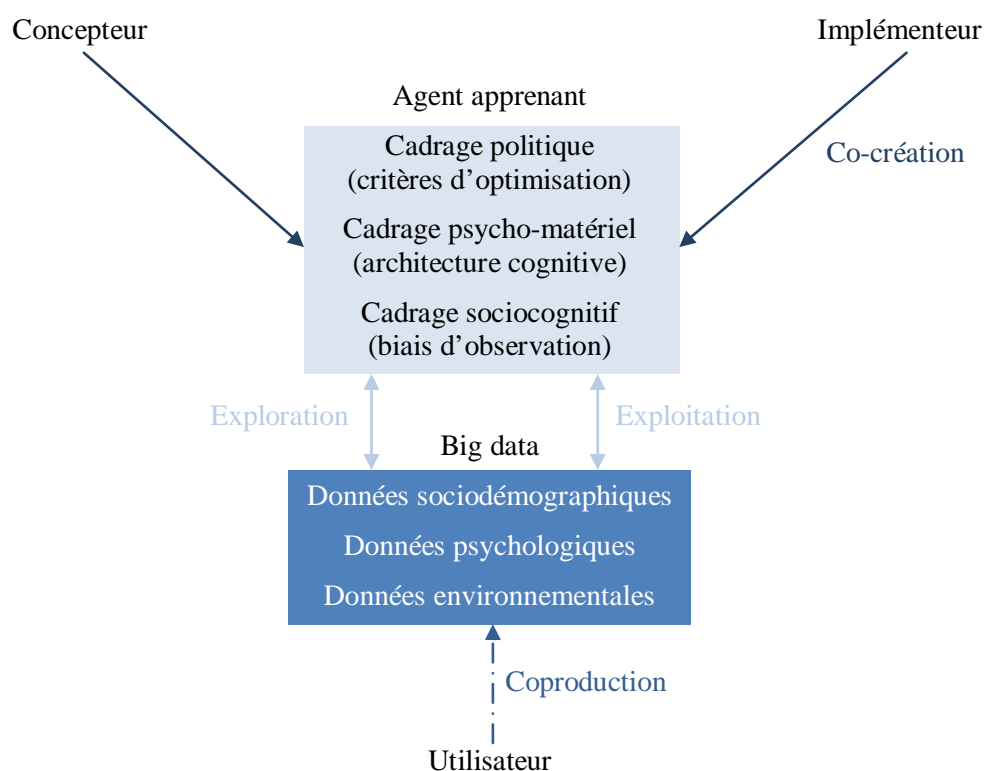 Concepteur
Implémenteur
Agent apprenant
Cadrage politique
(critères d’optimisation)
Co-création
Cadrage psycho-matériel
(architecture cognitive)
Cadrage sociocognitif
(biais d’observation)
Exploration
Exploitation
Big data
Données sociodémographiques
Données psychologiques
Données environnementales
Coproduction
Utilisateur